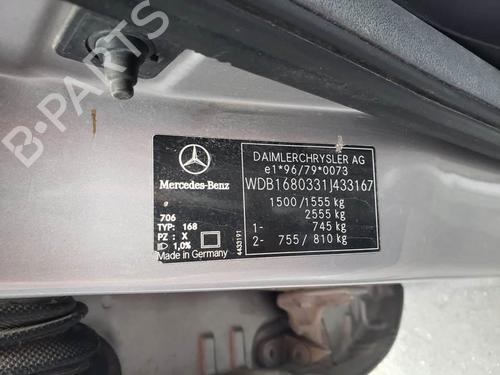 B-PARTS
Mercedes-Benz
706
TYP: 168
PZ : X
1,0%
Made in Germany
4433191
DAIMLERCHRYSLER AG
e1*96/79*0073
WDB1680331J433167
1500/1555 kg
2555 kg
1- 745 kg
2- 755/ 810 kg